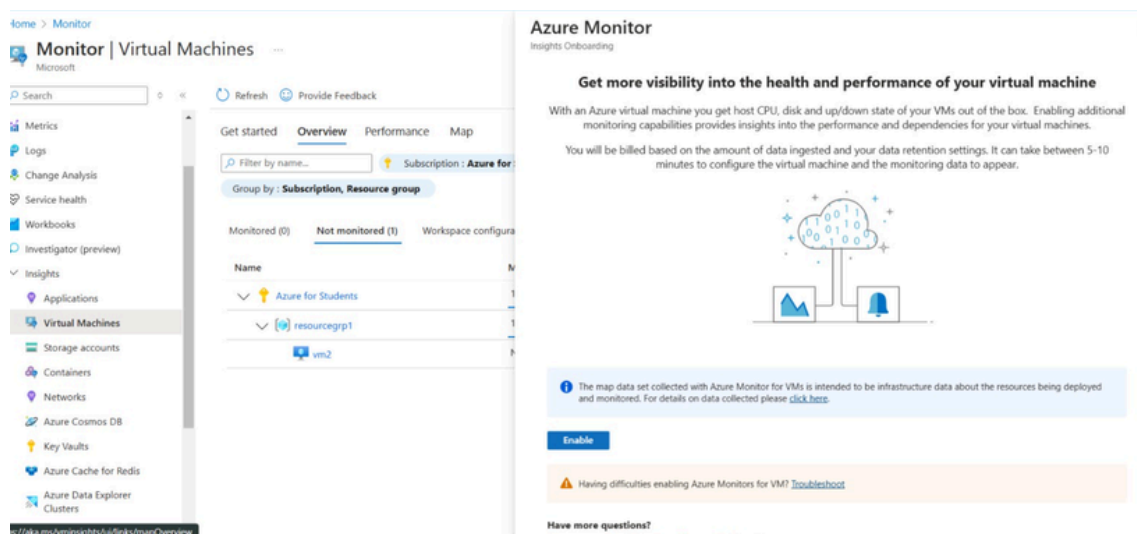 Home > Monitor
Monitor | Virtual Machines ...
Microsoft
Search
Metrics
Logs
Change Analysis
Service health
Workbooks
Investigator (preview)
Insights
Applications
Virtual Machines
Storage accounts
Containers
Networks
Azure Cosmos DB
Key Vaults
Azure Cache for Redis
Azure Data Explorer
Clusters
Refresh Provide Feedback
Get started Overview Performance Map
Filter by name... Subscription : Azure for
Group by : Subscription, Resource group
Monitored (0) Not monitored (1) Workspace configura
Name
Azure for Students
resourcegrp1
vm2
Azure Monitor
Insights Onboarding
Get more visibility into the health and performance of your virtual machine
With an Azure virtual machine you get host CPU, disk and up/down state of your VMs out of the box. Enabling additional
monitoring capabilities provides insights into the performance and dependencies for your virtual machines.
You will be billed based on the amount of data ingested and your data retention settings. It can take between 5-10
minutes to configure the virtual machine and the monitoring data to appear.
The map data set collected with Azure Monitor for VMs is intended to be infrastructure data about the resources being deployed
and monitored. For details on data collected please click here.
Enable
Having difficulties enabling Azure Monitors for VM? Troubleshoot
Have more questions?